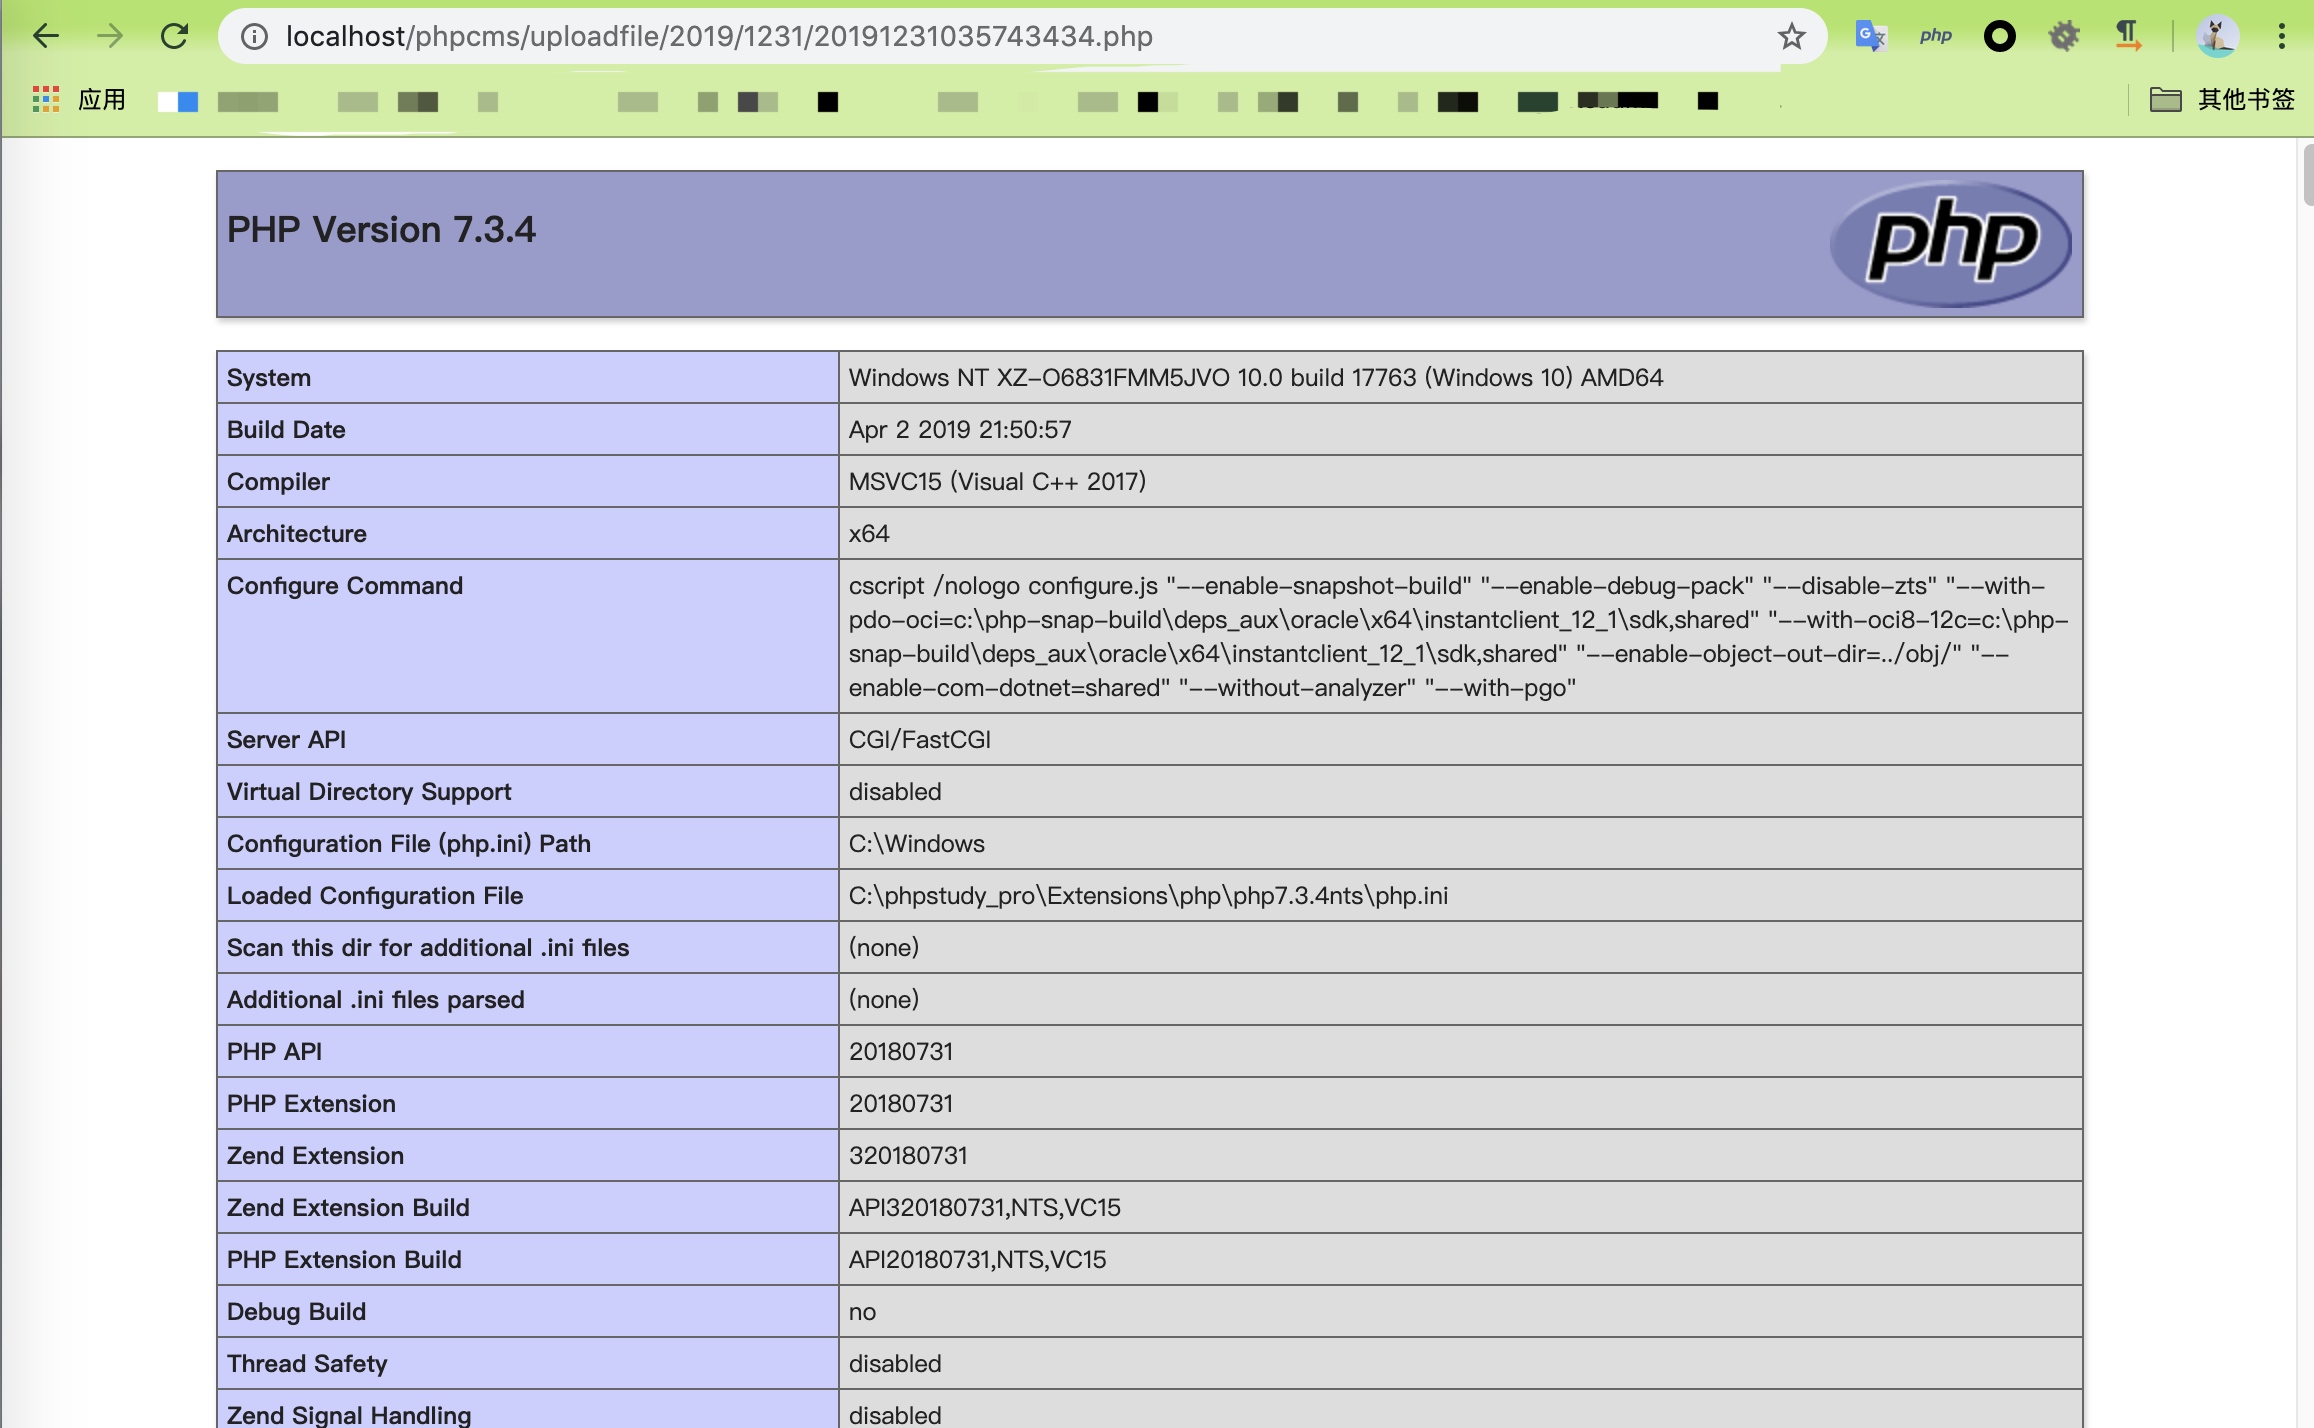 localhost/phpcms/uploadfile/2019/1231/20191231035743434.php
php
应用
其他书签
PHP Version 7.3.4
php
System Windows NT XZ-O6831FMM5JVO 10.0 build 17763 (Windows 10) AMD64
Build Date Apr 2 2019 21:50:57
Compiler MSVC15 (Visual C++ 2017)
Architecture x64
Configure Command cscript /nologo configure.js "--enable-snapshot-build" "--enable-debug-pack" "--disable-zts" "--with-
pdo-oci=c:\php-snap-build\deps_aux\oracle\x64\instantclient_12_1\sdk,shared" "--with-oci8-12c=c:\php-
snap-build\deps_aux\oracle\x64\instantclient_12_1\sdk,shared" "--enable-object-out-dir=../obj/" "--
enable-com-dotnet=shared" "--without-analyzer" "--with-pgo"
Server API CGI/FastCGI
Virtual Directory Support disabled
Configuration File (php.ini) Path C:\Windows
Loaded Configuration File C:\phpstudy_pro\Extensions\php\php7.3.4nts\php.ini
Scan this dir for additional .ini files (none)
Additional .ini files parsed (none)
PHP API 20180731
PHP Extension 20180731
Zend Extension 320180731
Zend Extension Build API320180731,NTS,VC15
PHP Extension Build API20180731,NTS,VC15
Debug Build no
Thread Safety disabled
Zend Signal Handling disabled